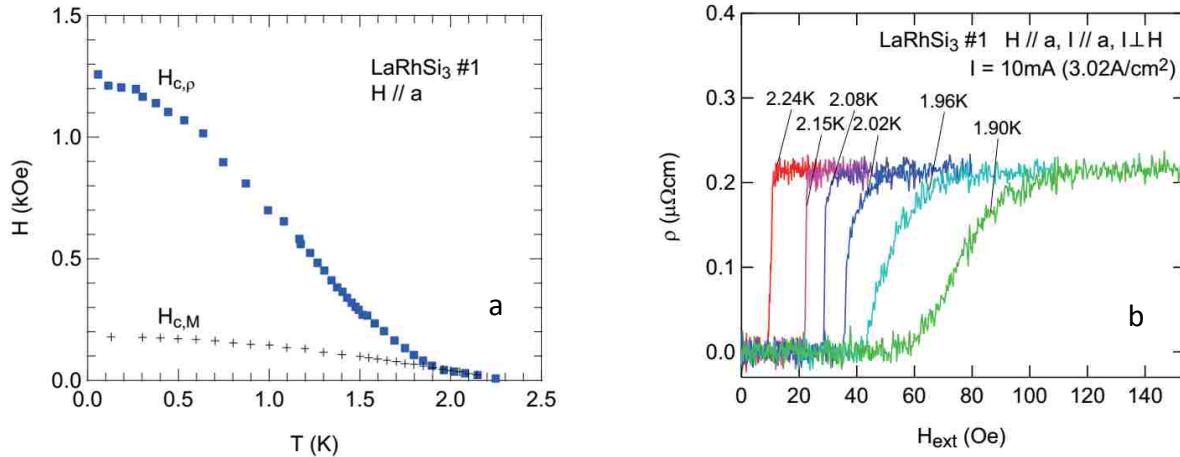 1.5
1.0
0.5
0.0
H (kOe)
H_c,ρ
LaRhSi₃ #1
H // a
H_c,M
a
0.0 0.5 1.0 1.5 2.0 2.5
T (K)
0.4
0.3
0.2
0.1
0.0
ρ (μΩcm)
LaRhSi₃ #1 H // a, I // a, I⊥H
I = 10mA (3.02A/cm²)
2.24K 2.08K 1.96K
2.15K 2.02K 1.90K
b
0 20 40 60 80 100 120 140
H_ext (Oe)